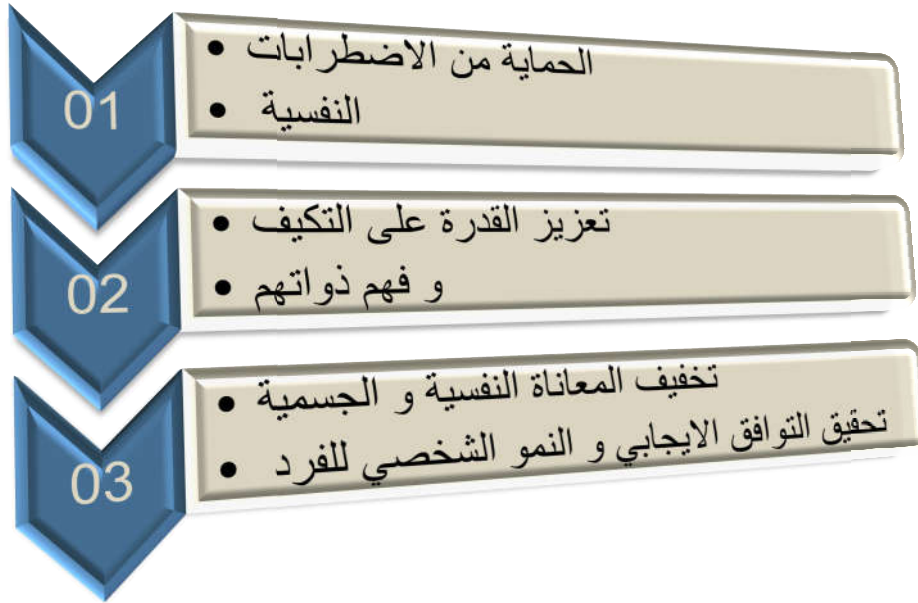 01
• الحماية من الاضطرابات
• النفسية
02
• تعزيز القدرة على التكيف
• و فهم ذواتهم
03
• تخفيف المعاناة النفسية و الجسمية
• تحقيق التوافق الايجابي و النمو الشخصي للفرد